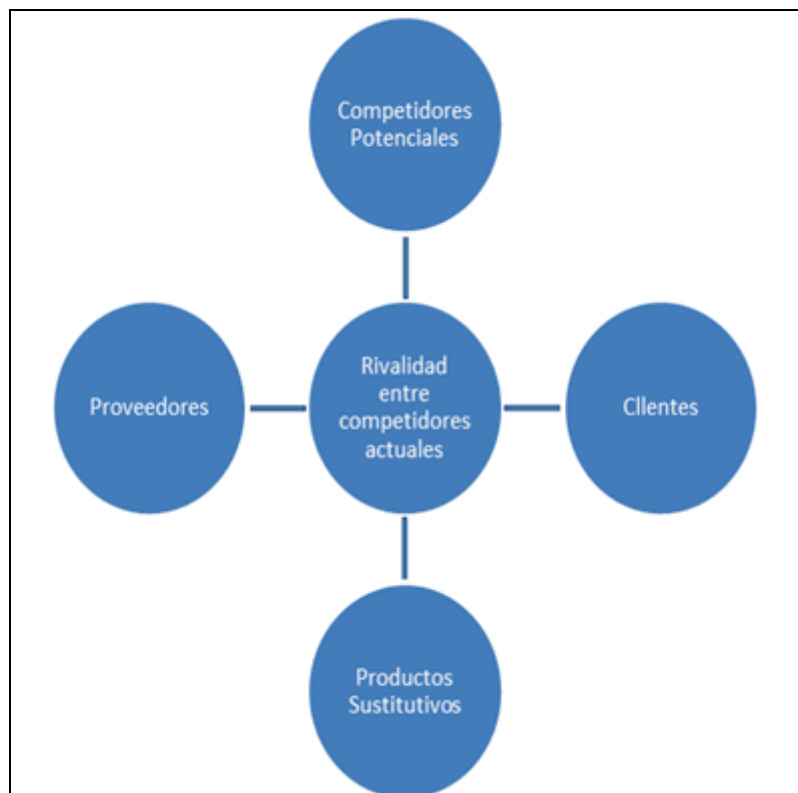 Competidores
Potenciales
Proveedores
Rivalidad
entre
competidores
actuales
Cllentes
Productos
Sustitutivos